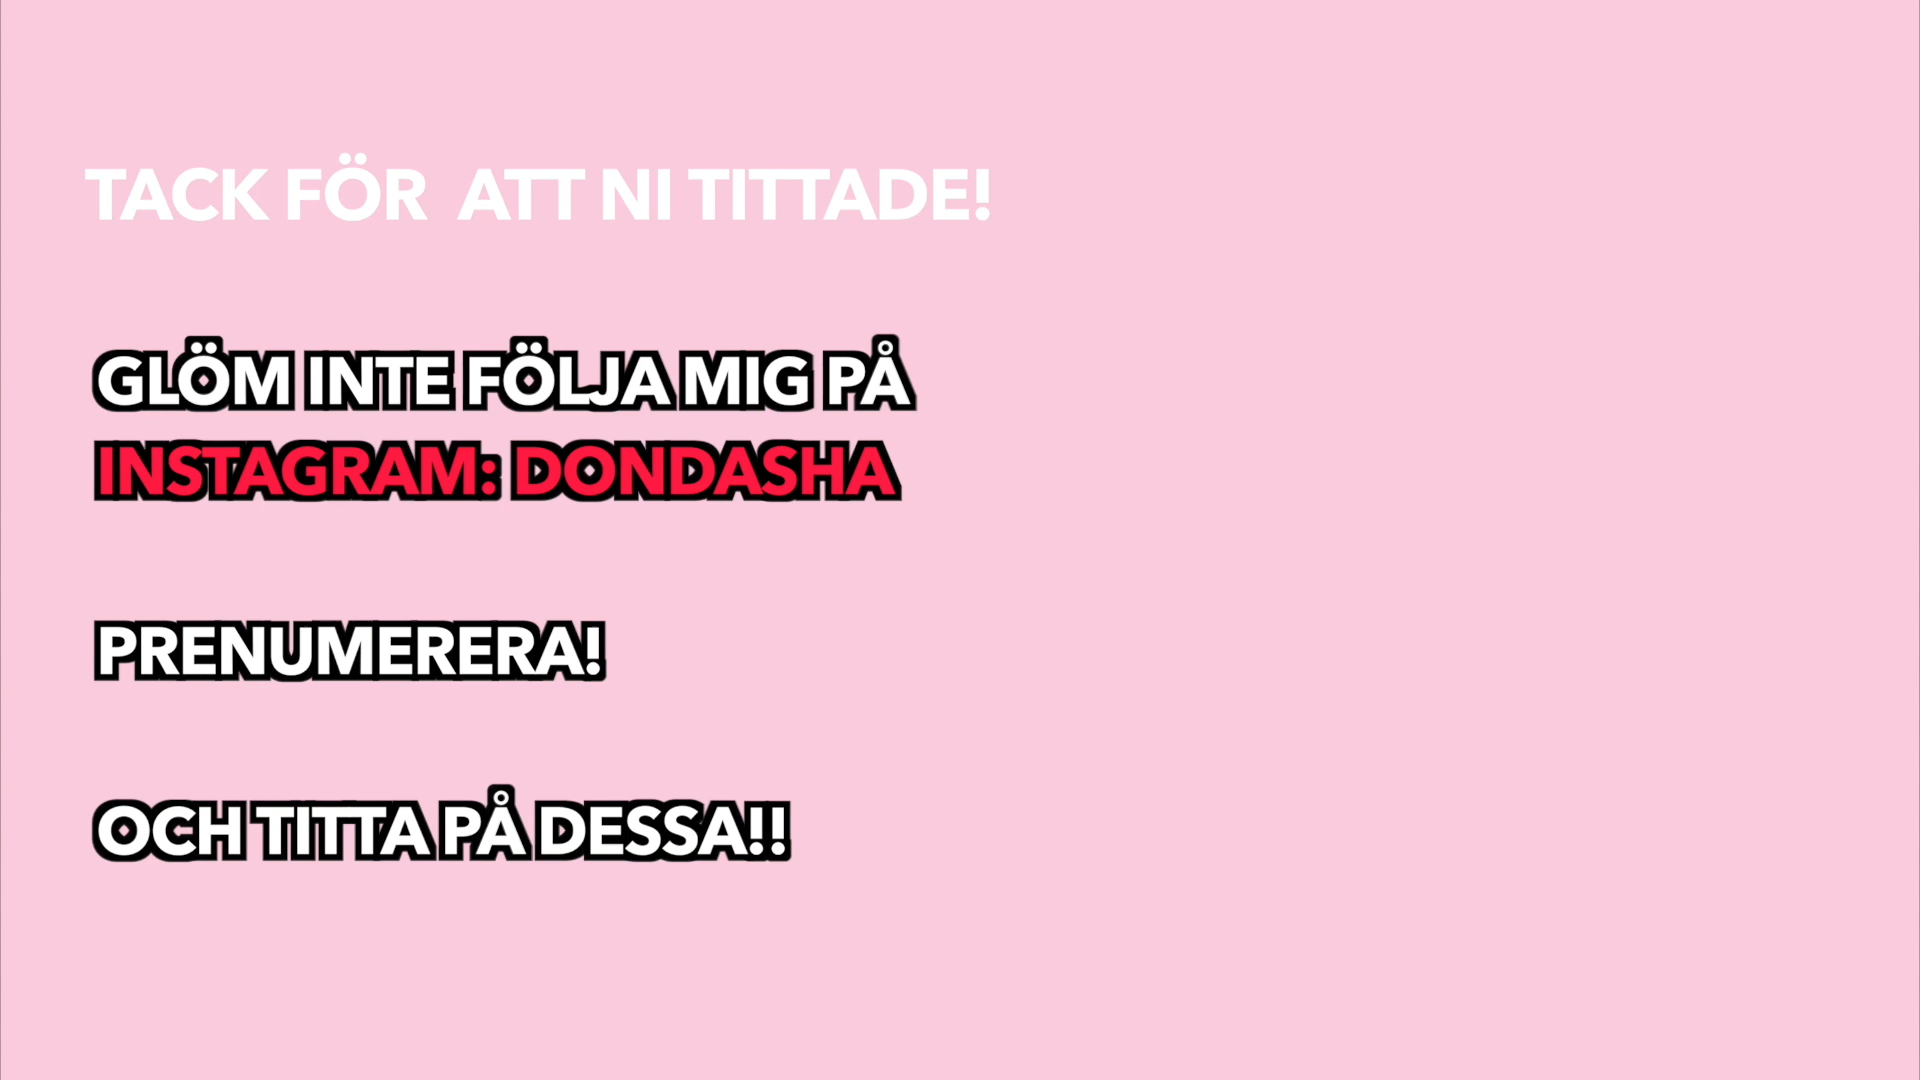 TACK FÖR ATT NI TITTADE!
GLÖM INTE FÖLJA MIG PÅ
INSTAGRAM: DONDASHA
PRENUMERERA!
OCH TITTA PÅ DESSA!!